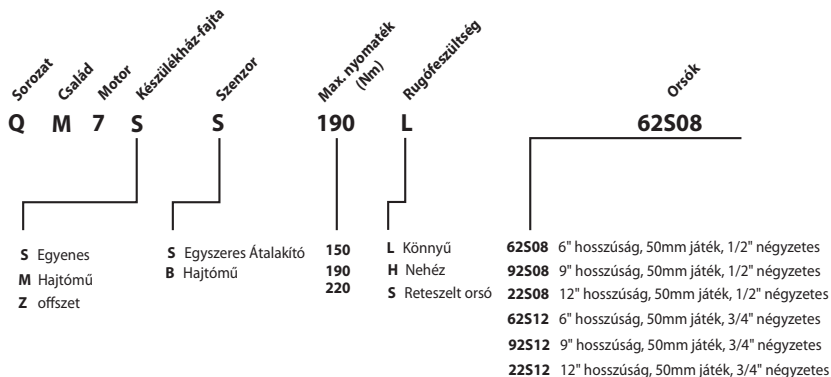 Sorozat
Család
Motor
Készülékház-fajta
Szenzor
Max. nyomaték
(Nm)
Rugófeszültség
Orsók
Q M 7 S S 190 L 62S08
S Egyenes
M Hajtómű
Z offszet
S Egyszeres Átalakító
B Hajtómű
150
190
220
L Könnyű
H Nehéz
S Reteszelt orsó
62S08 6" hosszúság, 50mm játék, 1/2" négyzetes
92S08 9" hosszúság, 50mm játék, 1/2" négyzetes
22S08 12" hosszúság, 50mm játék, 1/2" négyzetes
62S12 6" hosszúság, 50mm játék, 3/4" négyzetes
92S12 9" hosszúság, 50mm játék, 3/4" négyzetes
22S12 12" hosszúság, 50mm játék, 3/4" négyzetes